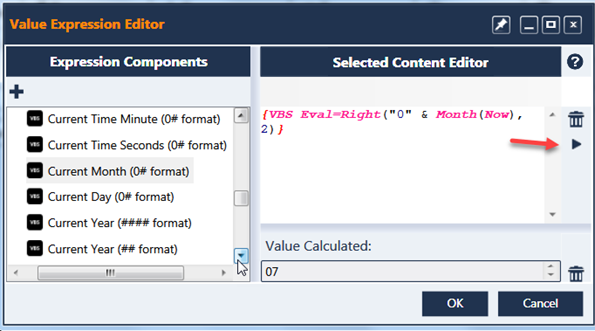 Value Expression Editor
Expression Components
VBS Current Time Minute (0# format)
VBS Current Time Seconds (0# format)
VBS Current Month (0# format)
VBS Current Day (0# format)
VBS Current Year (#### format)
VBS Current Year (## format)
Selected Content Editor
{VBS Eval=Right("0" & Month(Now),
2)}
Value Calculated:
07
OK
Cancel